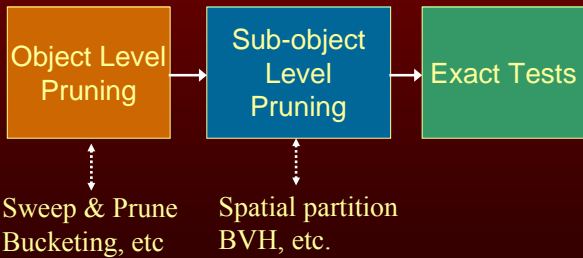 Object Level
Pruning
Sub-object
Level
Pruning
Exact Tests
Sweep & Prune
Bucketing, etc
Spatial partition
BVH, etc.